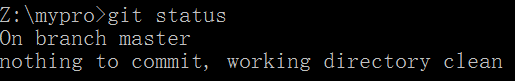 Z:\mypro>git status
On branch master
nothing to commit, working directory clean